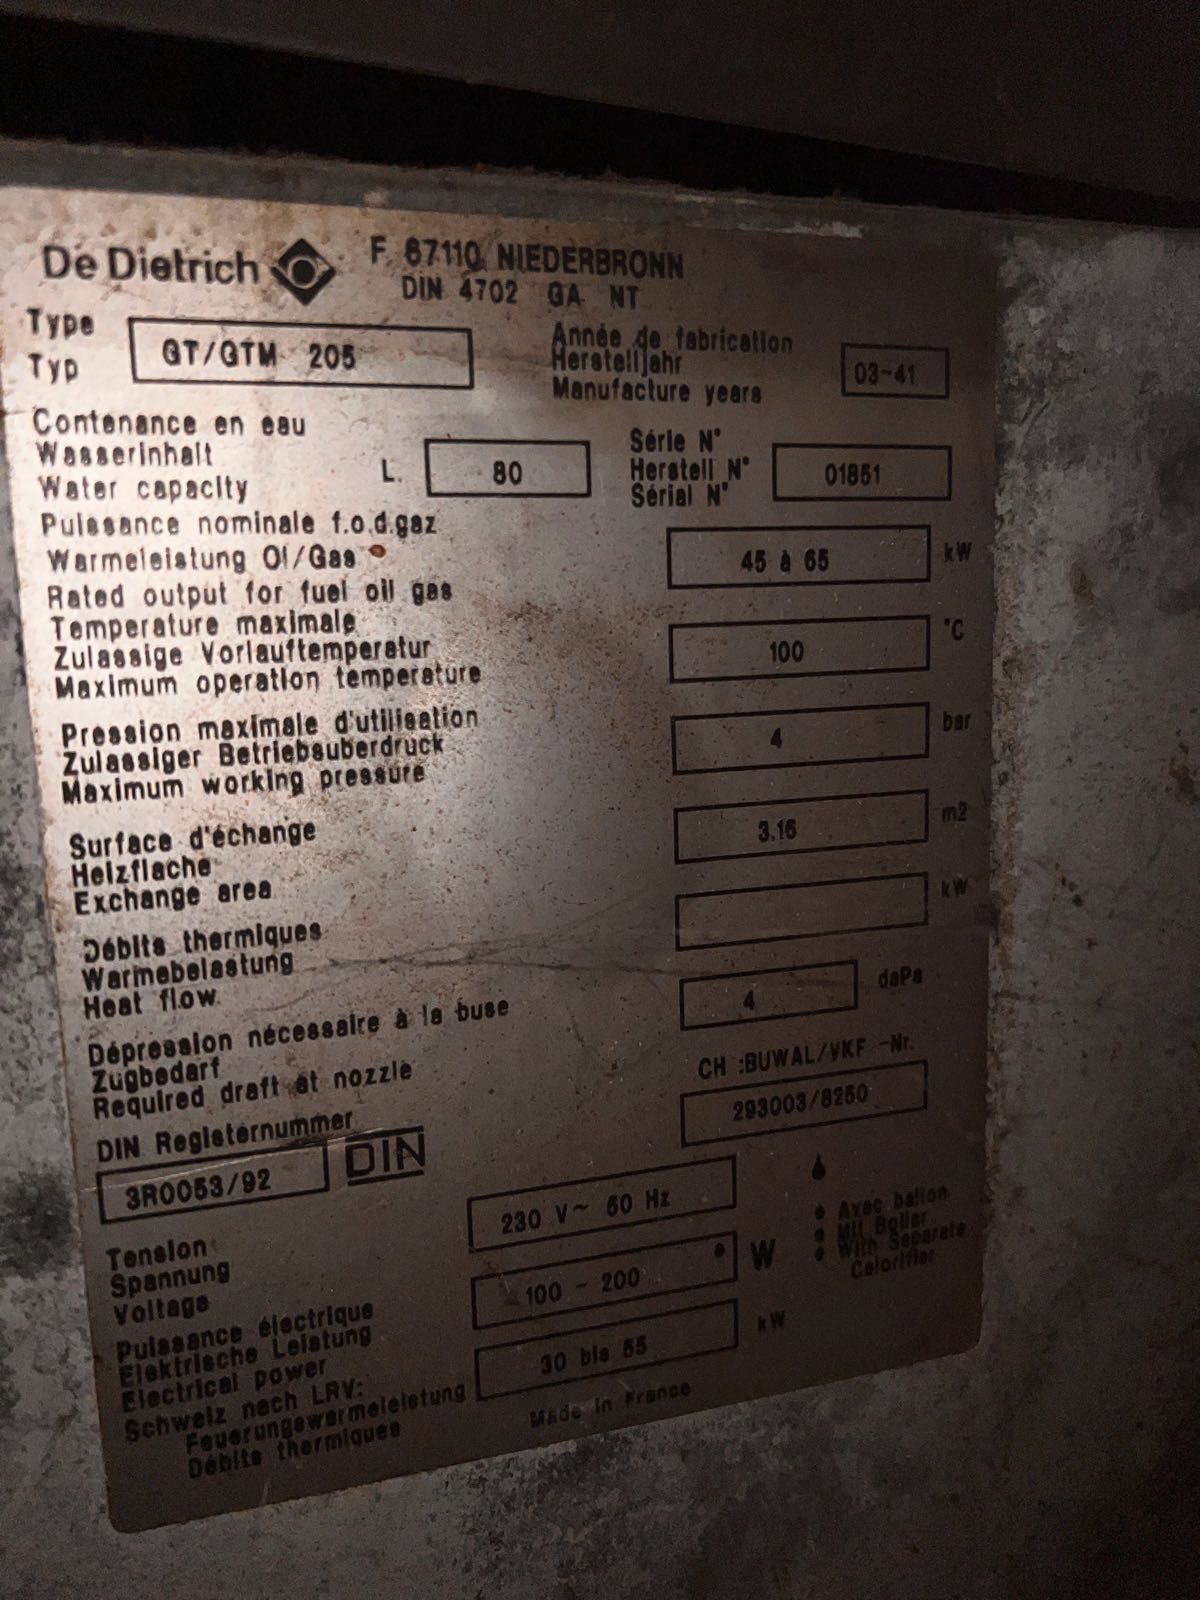 De Dietrich
F 67110 NIEDERBRONN
DIN 4702 GA NT
Type
Typ
GT/GTM 205
Année de fabrication
Herstelljahr
Manufacture years
03-41
Contenance en eau
Wasserinhalt
Water capacity
L.
80
Série N°
Herstell N°
Sérial N°
01851
Puissance nominale f.o.d.gaz
Warmeleistung Ol/Gas
Rated output for fuel oil gas
45 à 65
kW
Temperature maximale
Zulassige Vorlauftemperatur
Maximum operation temperature
100
°C
Pression maximale d'utilisation
Zulassiger Betriebsuberdruck
Maximum working pressure
4
bar
Surface d'échange
Heizflache
Exchange area
3.16
m2
Débits thermiques
Warmebelastung
Heat flow
kW
Dépression nécessaire à la buse
Zugbedarf
Required draft at nozzle
4
daPa
CH :BUWAL/VKF -Nr.
293003/8250
DIN Registernummer
3R0053/92
DIN
Tension
Spannung
Voltage
230 V~ 50 Hz
Puissance électrique
Elektrische Leistung
Electrical power
100 - 200
W
Avec ballon
Mit Boiler
With Separate
Calorifier
Schweiz nach LRV:
Feuerungswarmeleistung
Débits thermiques
30 bis 55
kW
Made in France